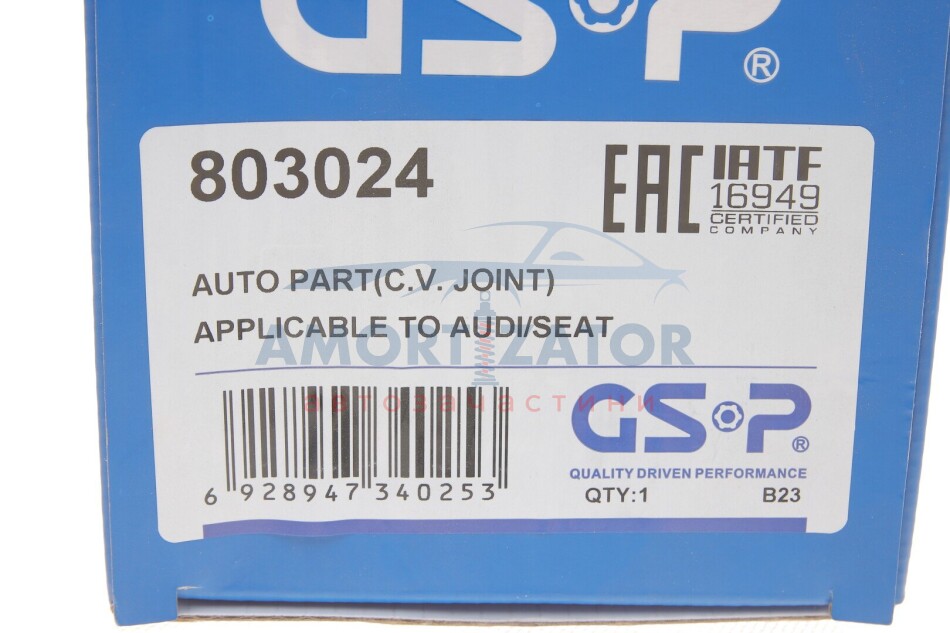 GSP®
803024
EAC
IATF
16949
CERTIFIED
COMPANY
AUTO PART(C.V. JOINT)
APPLICABLE TO AUDI/SEAT
AMORTIZATOR
автозапчастини
GSP®
QUALITY DRIVEN PERFORMANCE
6 928947 340253
QTY:1 B23